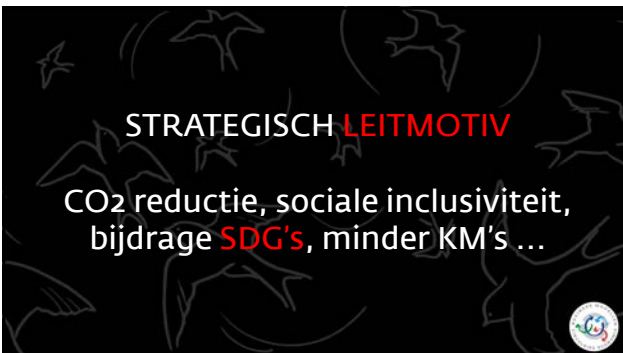 STRATEGISCH LEITMOTIV
CO2 reductie, sociale inclusiviteit,
bijdrage SDG's, minder KM's ...